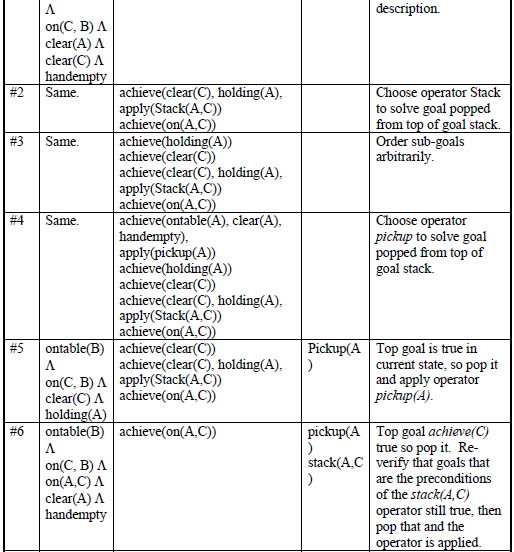 Λ
on(C, B) Λ
clear(A) Λ
clear(C) Λ
handempty
description.
#2
Same.
achieve(clear(C), holding(A),
apply(Stack(A,C))
achieve(on(A,C))
Choose operator Stack
to solve goal popped
from top of goal stack.
#3
Same.
achieve(holding(A))
achieve(clear(C))
achieve(clear(C), holding(A),
apply(Stack(A,C))
achieve(on(A,C))
Order sub-goals
arbitrarily.
#4
Same.
achieve(ontable(A), clear(A),
handempty),
apply(pickup(A))
achieve(holding(A))
achieve(clear(C))
achieve(clear(C), holding(A),
apply(Stack(A,C))
achieve(on(A,C))
Choose operator
pickup to solve goal
popped from top of
goal stack.
#5
ontable(B)
Λ
on(C, B) Λ
clear(C) Λ
holding(A)
achieve(clear(C))
achieve(clear(C), holding(A),
apply(Stack(A,C))
achieve(on(A,C))
Pickup(A
)
Top goal is true in
current state, so pop it
and apply operator
pickup(A).
#6
ontable(B)
Λ
on(C, B) Λ
on(A,C) Λ
clear(A) Λ
handempty
achieve(on(A,C))
pickup(A
)
stack(A,C
)
Top goal achieve(C)
true so pop it. Re-
verify that goals that
are the preconditions
of the stack(A,C)
operator still true, then
pop that and the
operator is applied.